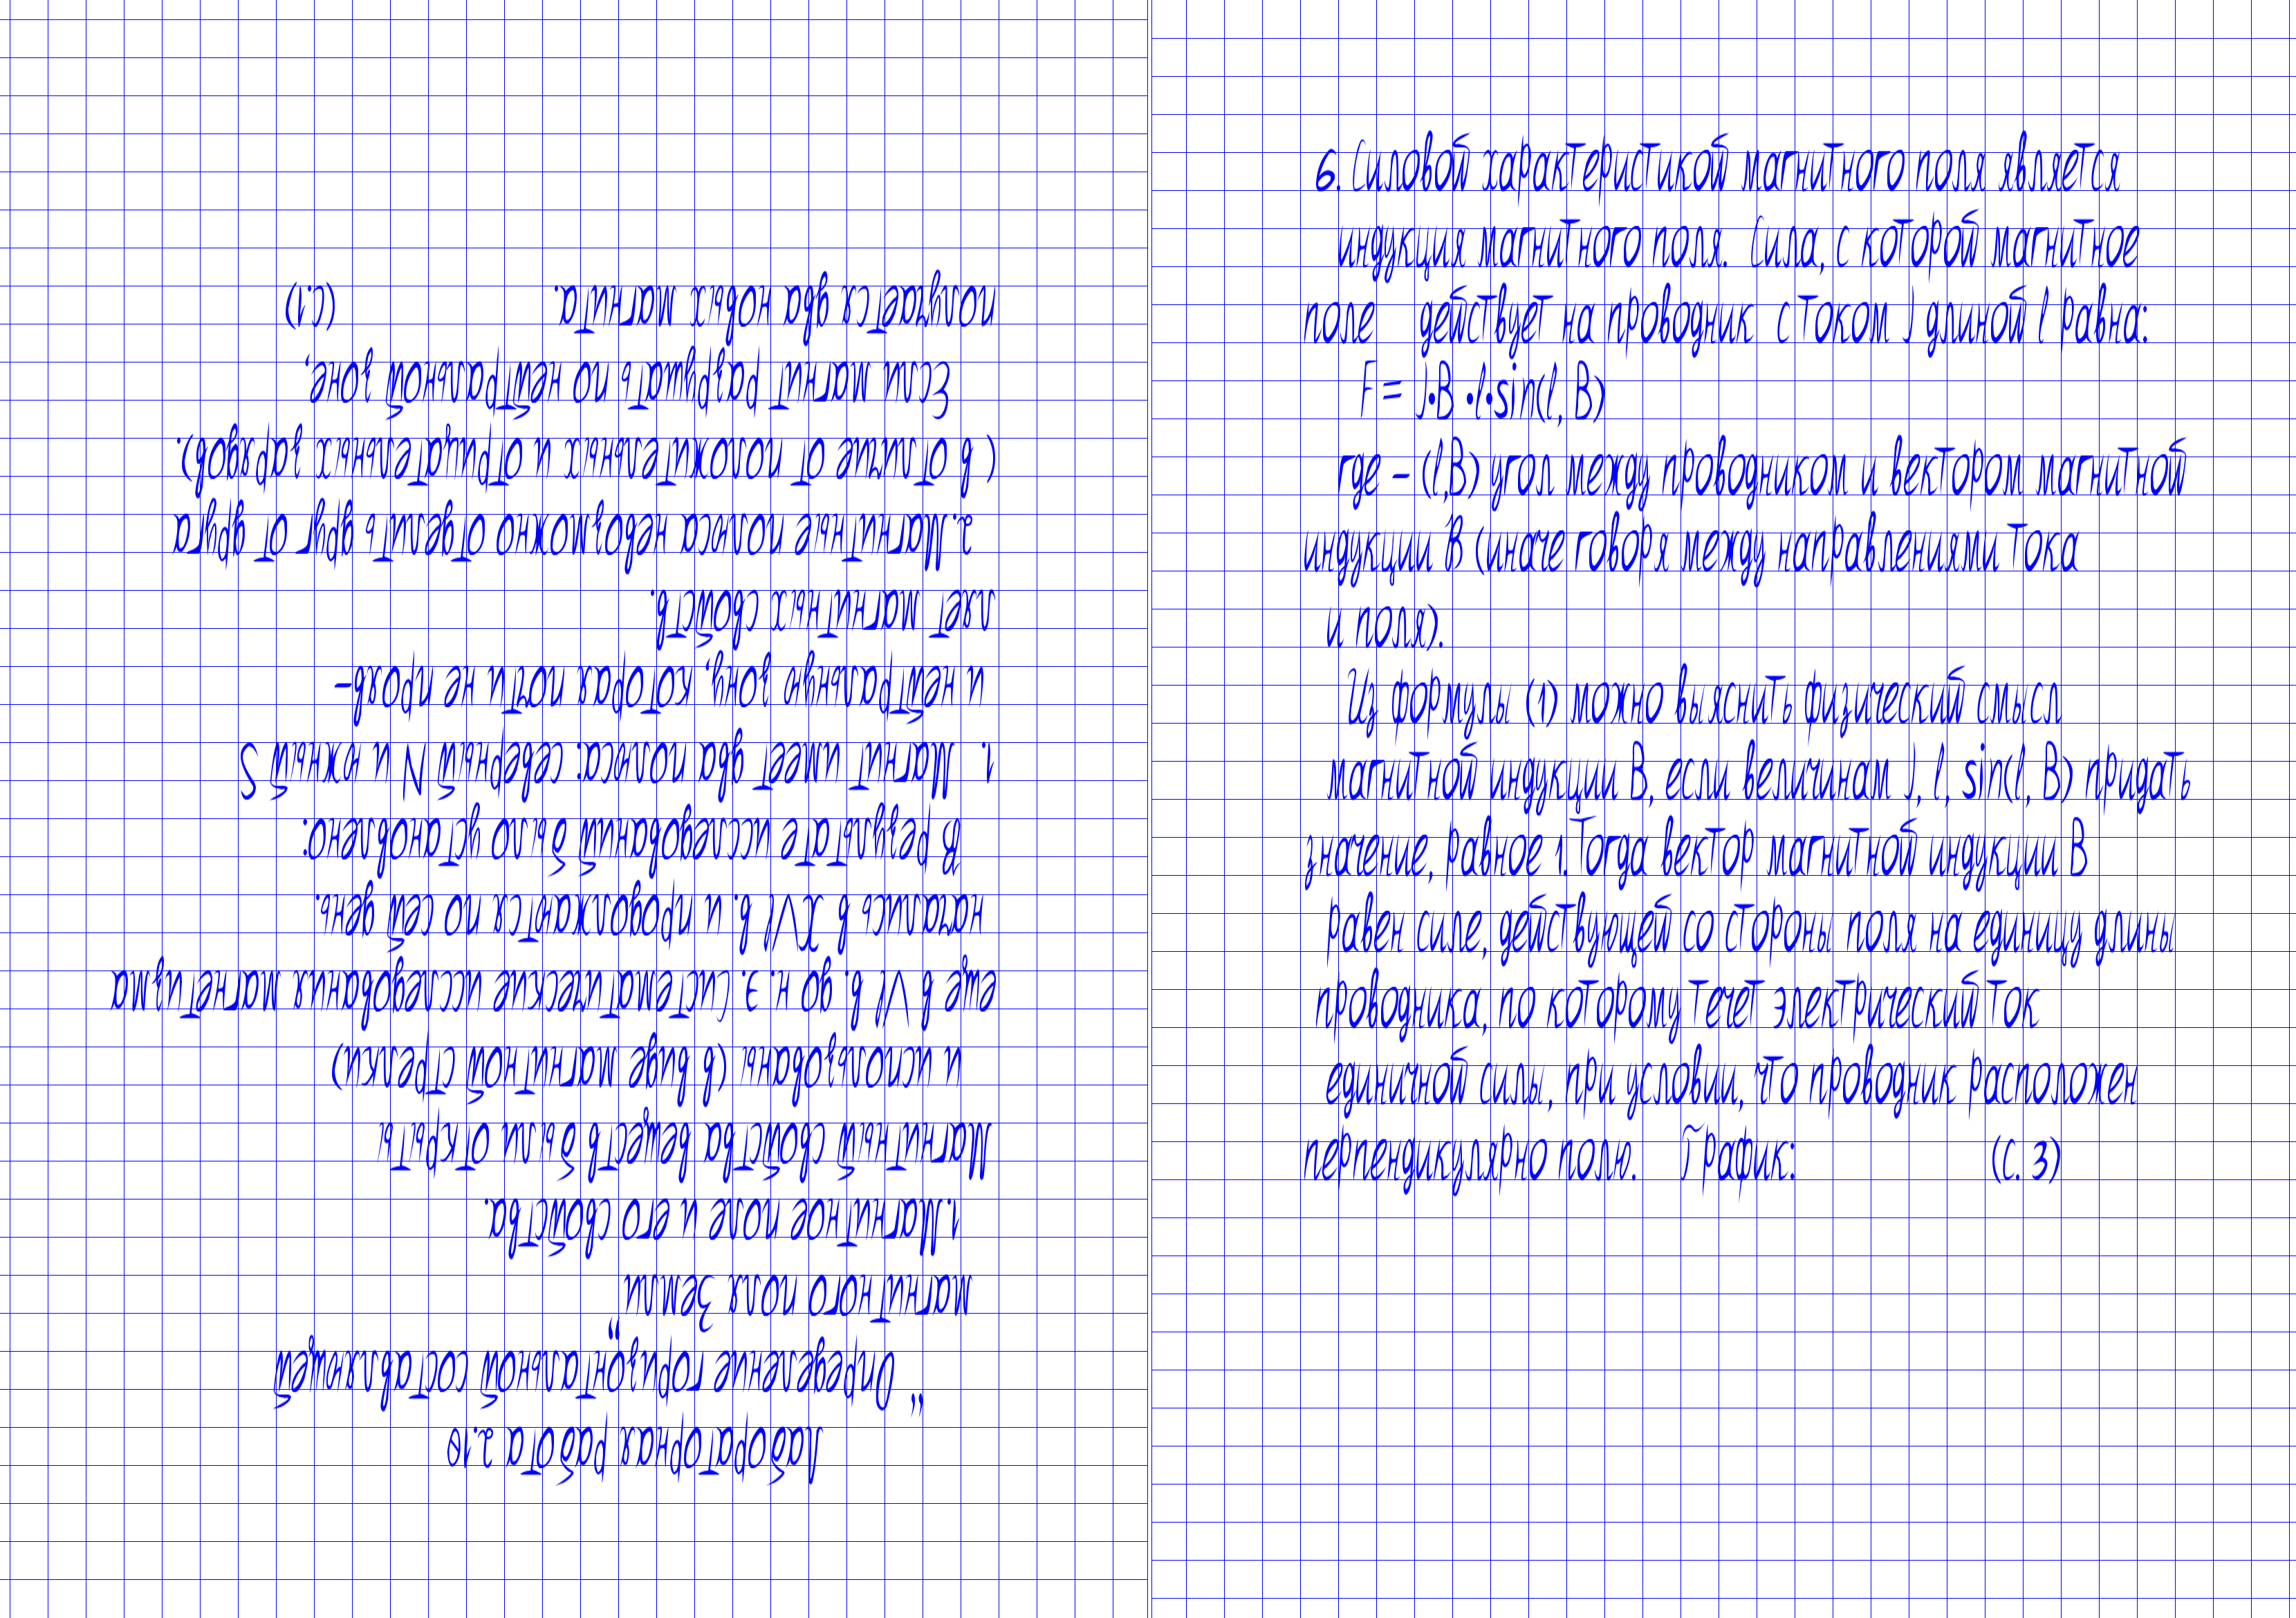 Лабораторная работа 2.10
„ Определение горизонтальной составляющей
магнитного поля Земли"
1. Магнитное поле и его свойства.
Магнитный свойства веществ были открыты
и использованы (в виде магнитной стрелки)
еще в VI в. до н. э. Систематические исследования магнетизма
начались в XVI в. и продолжаются по сей день.
В результате исследований было установлено:
1. Магнит имеет два полюса: северный N и южный S
и нейтральную зону, которая почти не прояв-
ляет магнитных свойств.
2. Магнитные полюса невозможно отделить друг от друга
( в отличие от положительных и отрицательных зарядов).
Если магнит разрушать по нейтральной зоне,
получается два новых магнита. (с.1)
6. Силовой характеристикой магнитного поля является
индукция магнитного поля. Сила, с которой магнитное
поле действует на проводник с током J длиной l равна:
F = J·B ·l·sin(l, B)
где – (l,B) угол между проводником и вектором магнитной
индукции B (иначе говоря между направлениями тока
и поля).
Из формулы (1) можно выяснить физический смысл
магнитной индукции B, если величинам J, l, sin(l, B) придать
значение, равное 1. Тогда вектор магнитной индукции B
равен силе, действующей со стороны поля на единицу длины
проводника, по которому течет электрический ток
единичной силы, при условии, что проводник расположен
перпендикулярно полю. График: (с. 3)